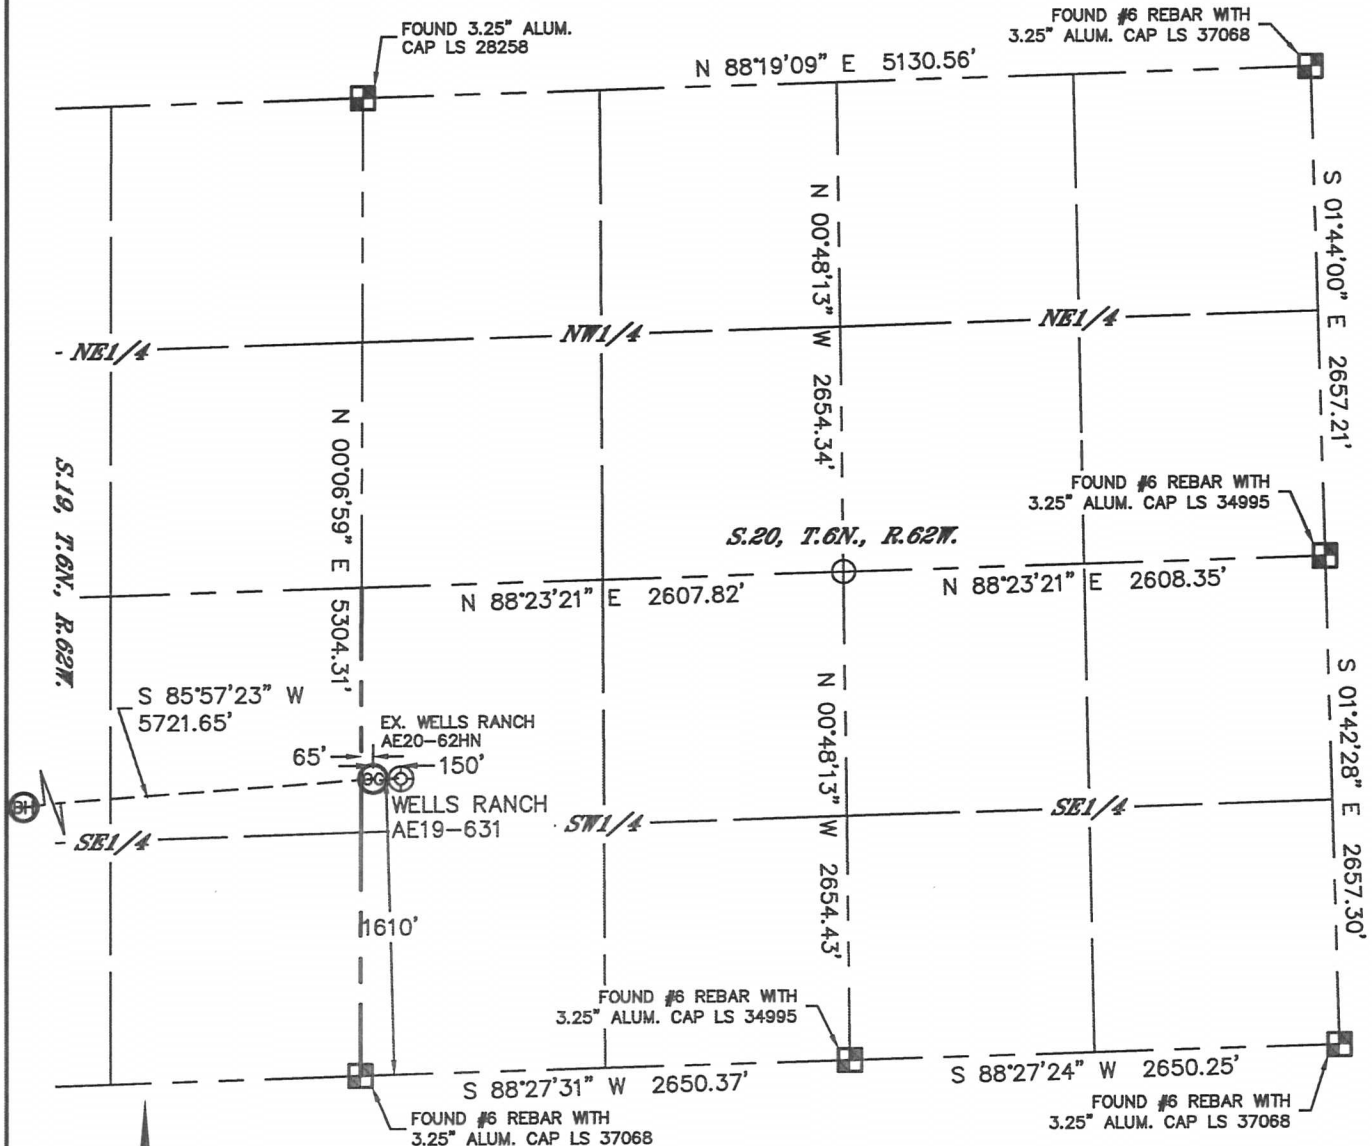 FOUND 3.25" ALUM.
CAP LS 28258
FOUND #6 REBAR WITH
3.25" ALUM. CAP LS 37068
N 88°19'09" E 5130.56'
S 01°44'00" E 2657.21'
N 00°48'13" W 2654.34'
NE1/4
NW1/4
NE1/4
N 00°06'59" E 5304.31'
S.19, T.6N., R.62W.
FOUND #6 REBAR WITH
3.25" ALUM. CAP LS 34995
S.20, T.6N., R.62W.
N 88°23'21" E 2607.82'
N 88°23'21" E 2608.35'
S 85°57'23" W
5721.65'
EX. WELLS RANCH
AE20-62HN
65'
150'
BH
WELLS RANCH
AE19-631
N 00°48'13" W 2654.43'
S 01°42'28" E 2657.30'
SE1/4
SW1/4
SE1/4
1610'
FOUND #6 REBAR WITH
3.25" ALUM. CAP LS 34995
S 88°27'31" W 2650.37'
S 88°27'24" W 2650.25'
FOUND #6 REBAR WITH
3.25" ALUM. CAP LS 37068
FOUND #6 REBAR WITH
3.25" ALUM. CAP LS 37068